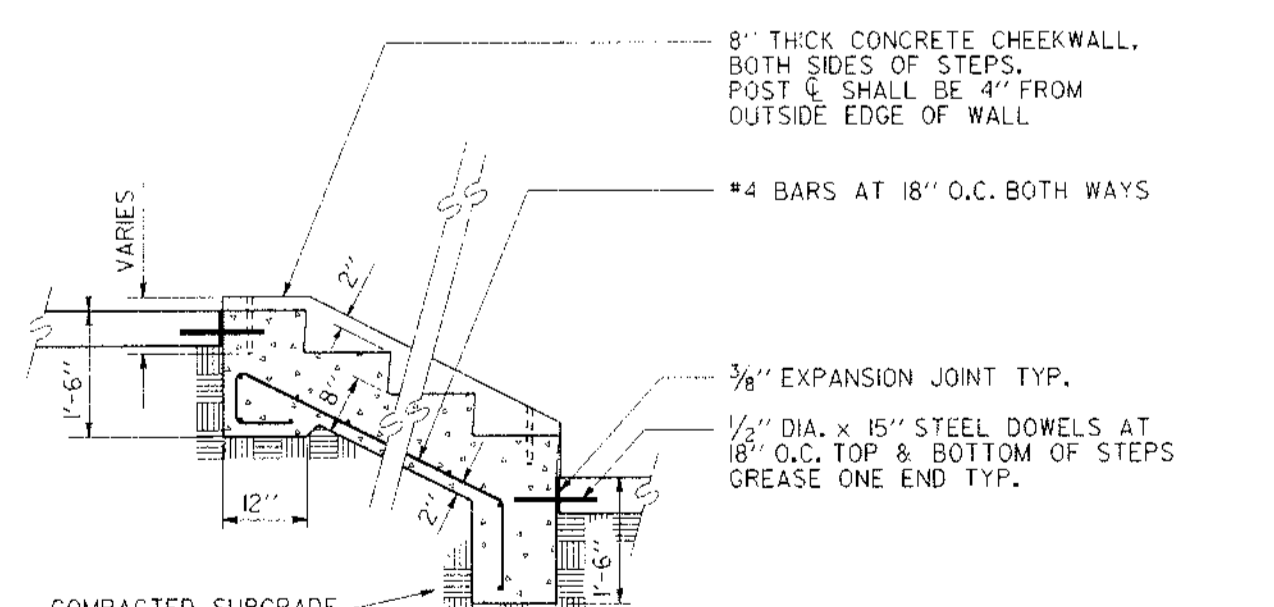 8" THICK CONCRETE CHEEKWALL,
BOTH SIDES OF STEPS.
POST ℄ SHALL BE 4" FROM
OUTSIDE EDGE OF WALL
#4 BARS AT 18" O.C. BOTH WAYS
VARIES
2"
1'-6"
8"
3/8" EXPANSION JOINT TYP.
1/2" DIA. x 15" STEEL DOWELS AT
18" O.C. TOP & BOTTOM OF STEPS
GREASE ONE END TYP.
12"
2"
1'-6"
COMPACTED SUBGRADE